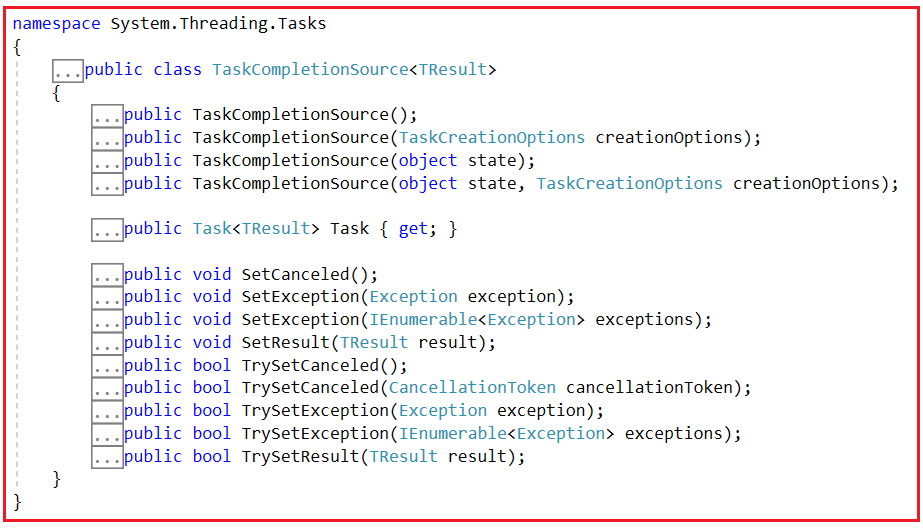 namespace System.Threading.Tasks
{
...public class TaskCompletionSource<TResult>
{
...public TaskCompletionSource();
...public TaskCompletionSource(TaskCreationOptions creationOptions);
...public TaskCompletionSource(object state);
...public TaskCompletionSource(object state, TaskCreationOptions creationOptions);
...public Task<TResult> Task { get; }
...public void SetCanceled();
...public void SetException(Exception exception);
...public void SetException(IEnumerable<Exception> exceptions);
...public void SetResult(TResult result);
...public bool TrySetCanceled();
...public bool TrySetCanceled(CancellationToken cancellationToken);
...public bool TrySetException(Exception exception);
...public bool TrySetException(IEnumerable<Exception> exceptions);
...public bool TrySetResult(TResult result);
}
}